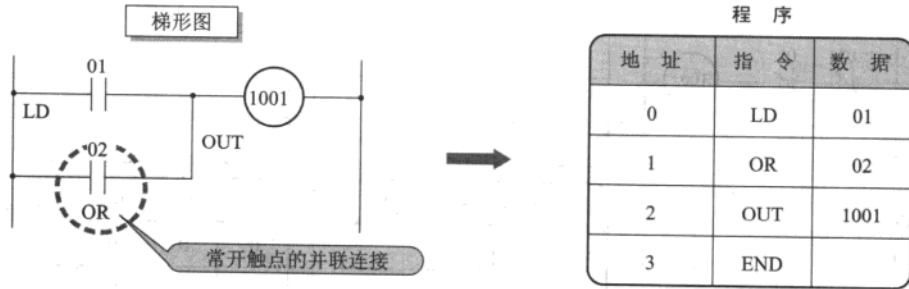 梯形图
01
LD
1001
OUT
02
OR
常开触点的并联连接
程 序
地 址 指 令 数 据
0 LD 01
1 OR 02
2 OUT 1001
3 END